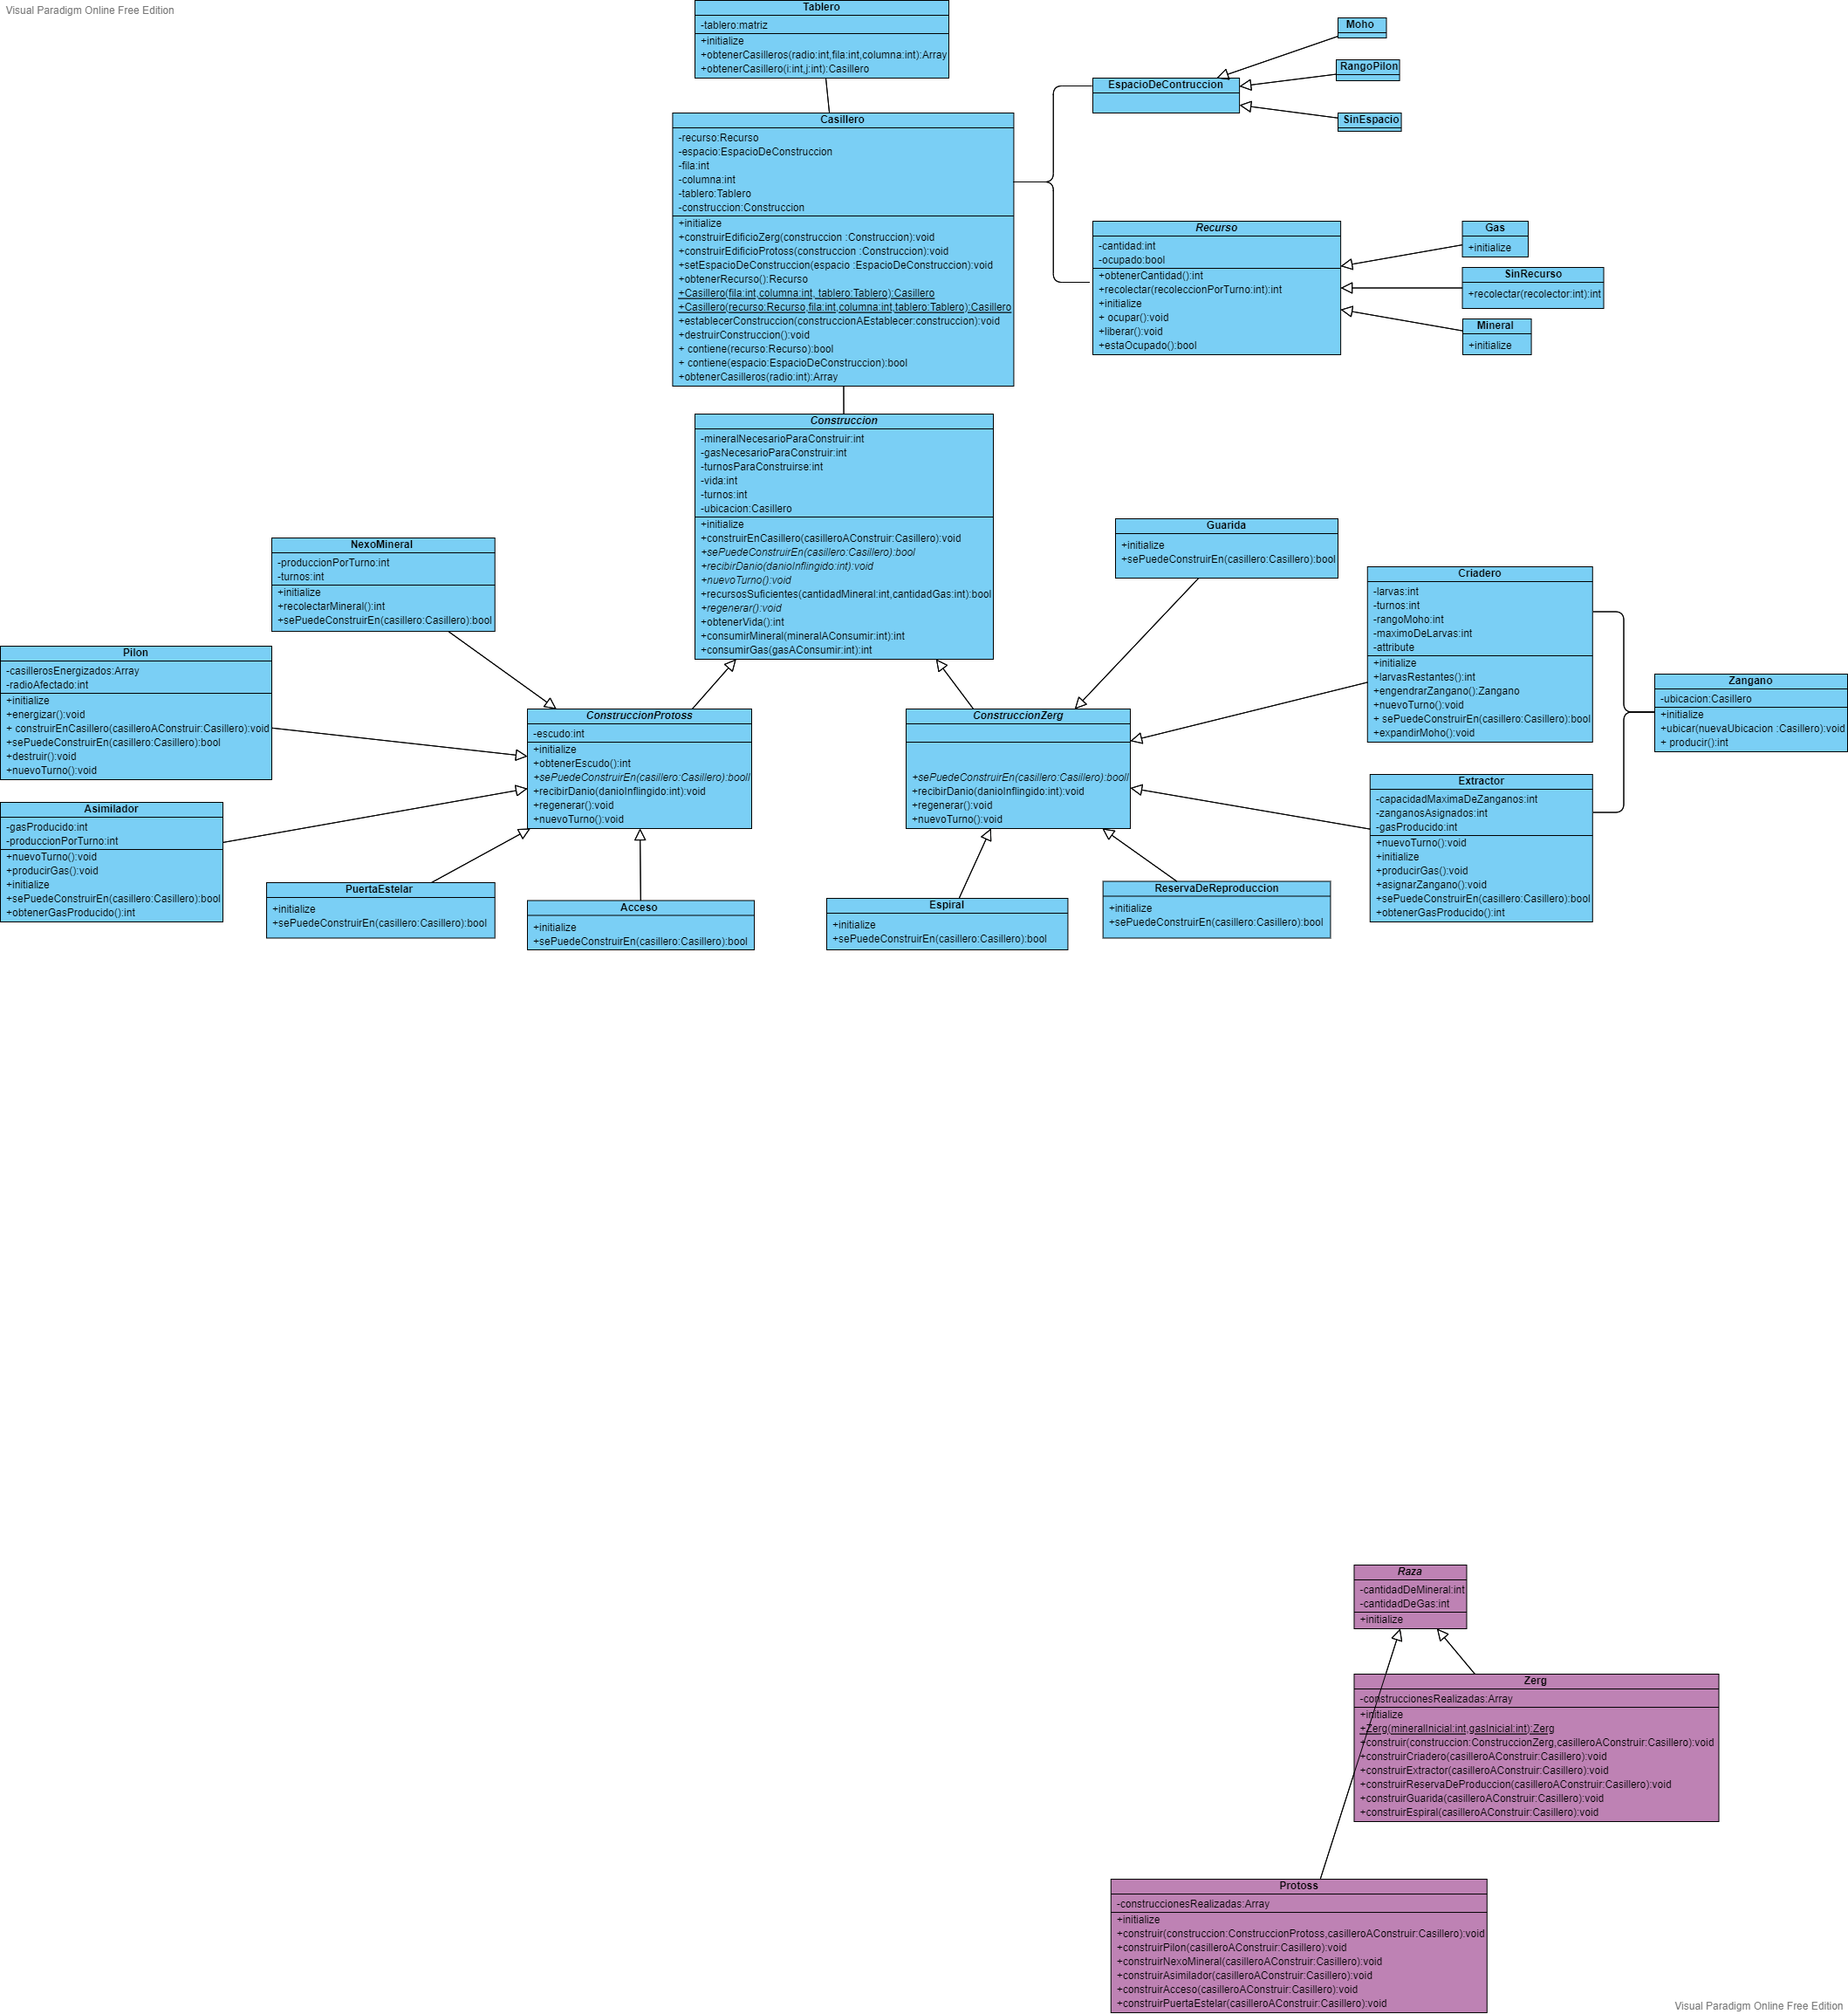 Visual Paradigm Online Free Edition
Tablero
-tablero:matriz
+initialize
+obtenerCasilleros(radio:int,fila:int,columna:int):Array
+obtenerCasillero(i:int,j:int):Casillero
Moho
RangoPilon
SinEspacio
EspacioDeContruccion
Casillero
-recurso:Recurso
-espacio:EspacioDeConstruccion
-fila:int
-columna:int
-tablero:Tablero
-construccion:Construccion
+initialize
+construirEdificioZerg(construccion :Construccion):void
+construirEdificioProtoss(construccion :Construccion):void
+setEspacioDeConstruccion(espacio :EspacioDeConstruccion):void
+obtenerRecurso():Recurso
+Casillero(fila:int,columna:int, tablero:Tablero):Casillero
+Casillero(recurso:Recurso,fila:int,columna:int,tablero:Tablero):Casillero
+establecerConstruccion(construccionAEstablecer:construccion):void
+destruirConstruccion():void
+ contiene(recurso:Recurso):bool
+ contiene(espacio:EspacioDeConstruccion):bool
+obtenerCasilleros(radio:int):Array
Recurso
-cantidad:int
-ocupado:bool
+obtenerCantidad():int
+recolectar(recoleccionPorTurno:int):int
+initialize
+ ocupar():void
+liberar():void
+estaOcupado():bool
Gas
+initialize
SinRecurso
+recolectar(recolector:int):int
Mineral
+initialize
Construccion
-mineralNecesarioParaConstruir:int
-gasNecesarioParaConstruir:int
-turnosParaConstruirse:int
-vida:int
-turnos:int
-ubicacion:Casillero
+initialize
+construirEnCasillero(casilleroAConstruir:Casillero):void
+sePuedeConstruirEn(casillero:Casillero):bool
+recibirDanio(danioInflingido:int):void
+nuevoTurno():void
+recursosSuficientes(cantidadMineral:int,cantidadGas:int):bool
+regenerar():void
+obtenerVida():int
+consumirMineral(mineralAConsumir:int):int
+consumirGas(gasAConsumir:int):int
NexoMineral
-produccionPorTurno:int
-turnos:int
+initialize
+recolectarMineral():int
+sePuedeConstruirEn(casillero:Casillero):bool
Guarida
+initialize
+sePuedeConstruirEn(casillero:Casillero):bool
Criadero
-larvas:int
-turnos:int
-rangoMoho:int
-maximoDeLarvas:int
-attribute
+initialize
+larvasRestantes():int
+engendrarZangano():Zangano
+nuevoTurno():void
+ sePuedeConstruirEn(casillero:Casillero):bool
+expandirMoho():void
Pilon
-casillerosEnergizados:Array
-radioAfectado:int
+initialize
+energizar():void
+ construirEnCasillero(casilleroAConstruir:Casillero):void
+sePuedeConstruirEn(casillero:Casillero):bool
+destruir():void
+nuevoTurno():void
Zangano
-ubicacion:Casillero
+initialize
+ubicar(nuevaUbicacion :Casillero):void
+ producir():int
ConstruccionProtoss
-escudo:int
+initialize
+obtenerEscudo():int
+sePuedeConstruirEn(casillero:Casillero):booll
+recibirDanio(danioInflingido:int):void
+regenerar():void
+nuevoTurno():void
ConstruccionZerg
+sePuedeConstruirEn(casillero:Casillero):booll
+recibirDanio(danioInflingido:int):void
+regenerar():void
+nuevoTurno():void
Extractor
-capacidadMaximaDeZanganos:int
-zanganosAsignados:int
-gasProducido:int
+nuevoTurno():void
+initialize
+producirGas():void
+asignarZangano():void
+sePuedeConstruirEn(casillero:Casillero):bool
+obtenerGasProducido():int
Asimilador
-gasProducido:int
-produccionPorTurno:int
+nuevoTurno():void
+producirGas():void
+initialize
+sePuedeConstruirEn(casillero:Casillero):bool
+obtenerGasProducido():int
PuertaEstelar
+initialize
+sePuedeConstruirEn(casillero:Casillero):bool
Acceso
+initialize
+sePuedeConstruirEn(casillero:Casillero):bool
Espiral
+initialize
+sePuedeConstruirEn(casillero:Casillero):bool
ReservaDeReproduccion
+initialize
+sePuedeConstruirEn(casillero:Casillero):bool
Raza
-cantidadDeMineral:int
-cantidadDeGas:int
+initialize
Zerg
-construccionesRealizadas:Array
+initialize
+Zerg(mineralInicial:int,gasInicial:int):Zerg
+construir(construccion:ConstruccionZerg,casilleroAConstruir:Casillero):void
+construirCriadero(casilleroAConstruir:Casillero):void
+construirExtractor(casilleroAConstruir:Casillero):void
+construirReservaDeProduccion(casilleroAConstruir:Casillero):void
+construirGuarida(casilleroAConstruir:Casillero):void
+construirEspiral(casilleroAConstruir:Casillero):void
Protoss
-construccionesRealizadas:Array
+initialize
+construir(construccion:ConstruccionProtoss,casilleroAConstruir:Casillero):void
+construirPilon(casilleroAConstruir:Casillero):void
+construirNexoMineral(casilleroAConstruir:Casillero):void
+construirAsimilador(casilleroAConstruir:Casillero):void
+construirAcceso(casilleroAConstruir:Casillero):void
+construirPuertaEstelar(casilleroAConstruir:Casillero):void
Visual Paradigm Online Free Edition